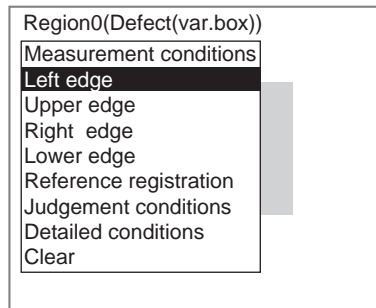 Region0(Defect(var.box))
Measurement conditions
Left edge
Upper edge
Right  edge
Lower edge
Reference registration
Judgement conditions
Detailed conditions
Clear